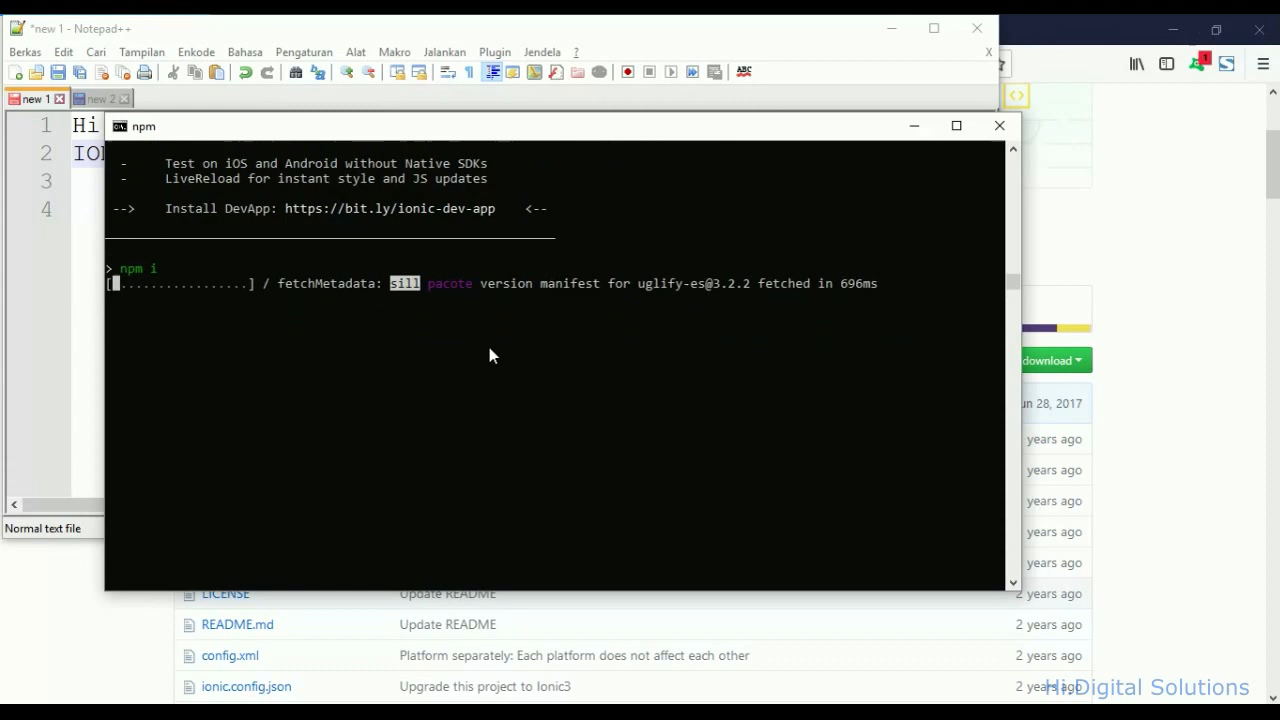 *new 1 - Notepad++
Berkas Edit Cari Tampilan Enkode Bahasa Pengaturan Alat Makro Jalankan Plugin Jendela ? X
new 1 new 2
1 Hi
2 ION
3
4
npm
- Test on iOS and Android without Native SDKs
- LiveReload for instant style and JS updates
--> Install DevApp: https://bit.ly/ionic-dev-app <--
> npm i
[.................] / fetchMetadata: sill pacote version manifest for uglify-es@3.2.2 fetched in 696ms
download
un 28, 2017
years ago
years ago
years ago
years ago
years ago
Normal text file
LICENSE Update README 2 years ago
README.md Update README 2 years ago
config.xml Platform separately: Each platform does not affect each other 2 years ago
ionic.config.json Upgrade this project to Ionic3 2 years ago
Hi.Digital Solutions